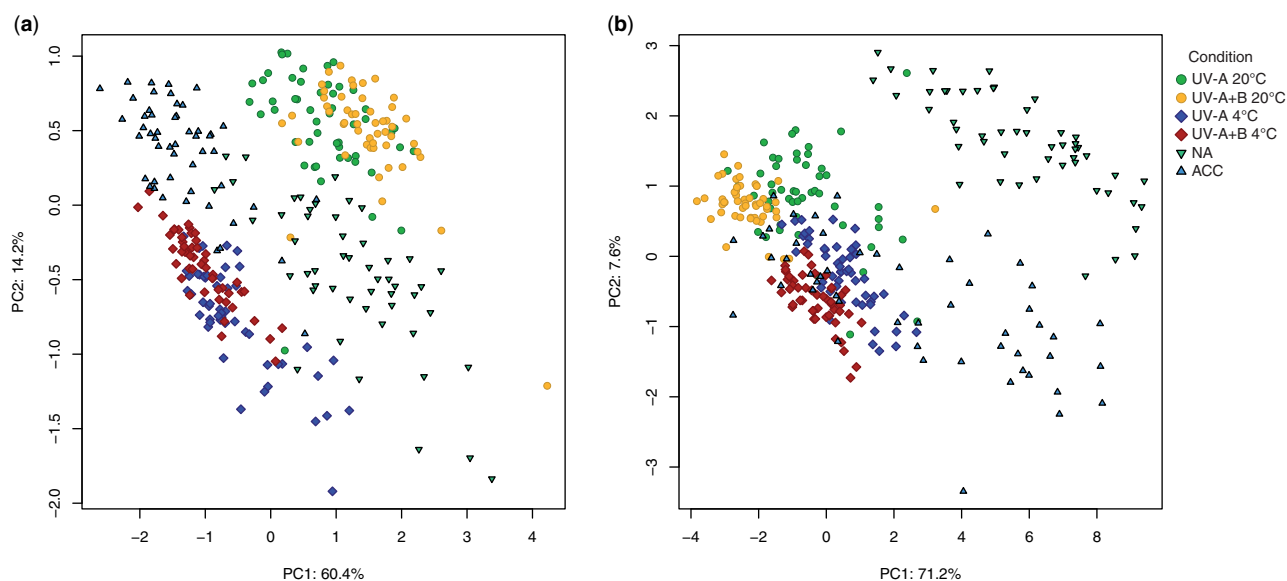 (a)
1.0
0.5
0.0
−0.5
−1.0
−1.5
−2.0
PC2: 14.2%
−2 −1 0 1 2 3 4
PC1: 60.4%
(b)
3
2
1
0
−1
−2
−3
PC2: 7.6%
−4 −2 0 2 4 6 8
PC1: 71.2%
Condition
UV-A 20°C
UV-A+B 20°C
UV-A 4°C
UV-A+B 4°C
NA
ACC